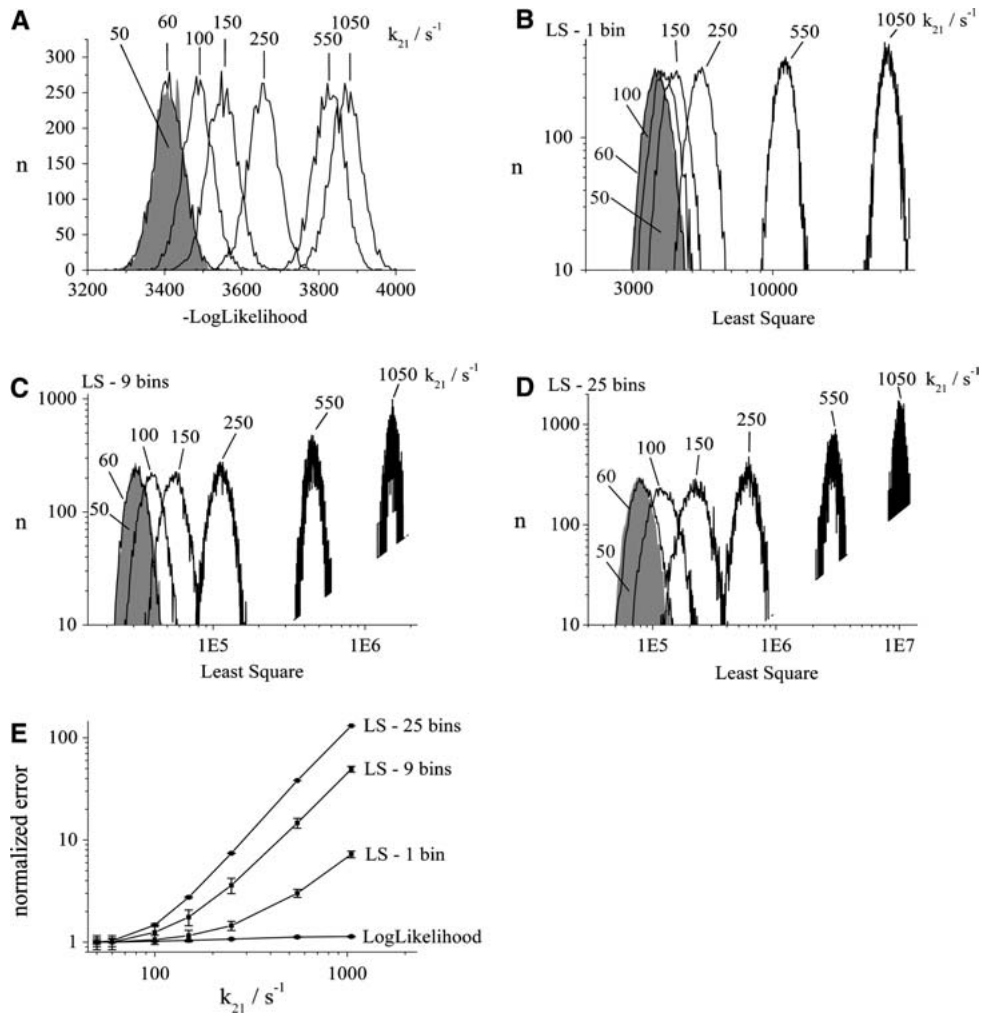 A
50
60
100
150
250
550
1050
k21 / s-1
300
250
200
150
100
50
0
n
3200 3400 3600 3800 4000
-LogLikelihood
B
LS - 1 bin
150
250
550
1050 k21 / s-1
100
60
50
100
10
n
3000 10000
Least Square
C
LS - 9 bins
1050 k21 / s-1
550
250
150
100
60
50
1000
100
10
n
1E5 1E6
Least Square
D
LS - 25 bins
k21 / s-1
1050
550
250
150
100
60
50
1000
100
10
n
1E5 1E6 1E7
Least Square
E
normalized error
100
10
1
LS - 25 bins
LS - 9 bins
LS - 1 bin
LogLikelihood
100 1000
k21 / s-1